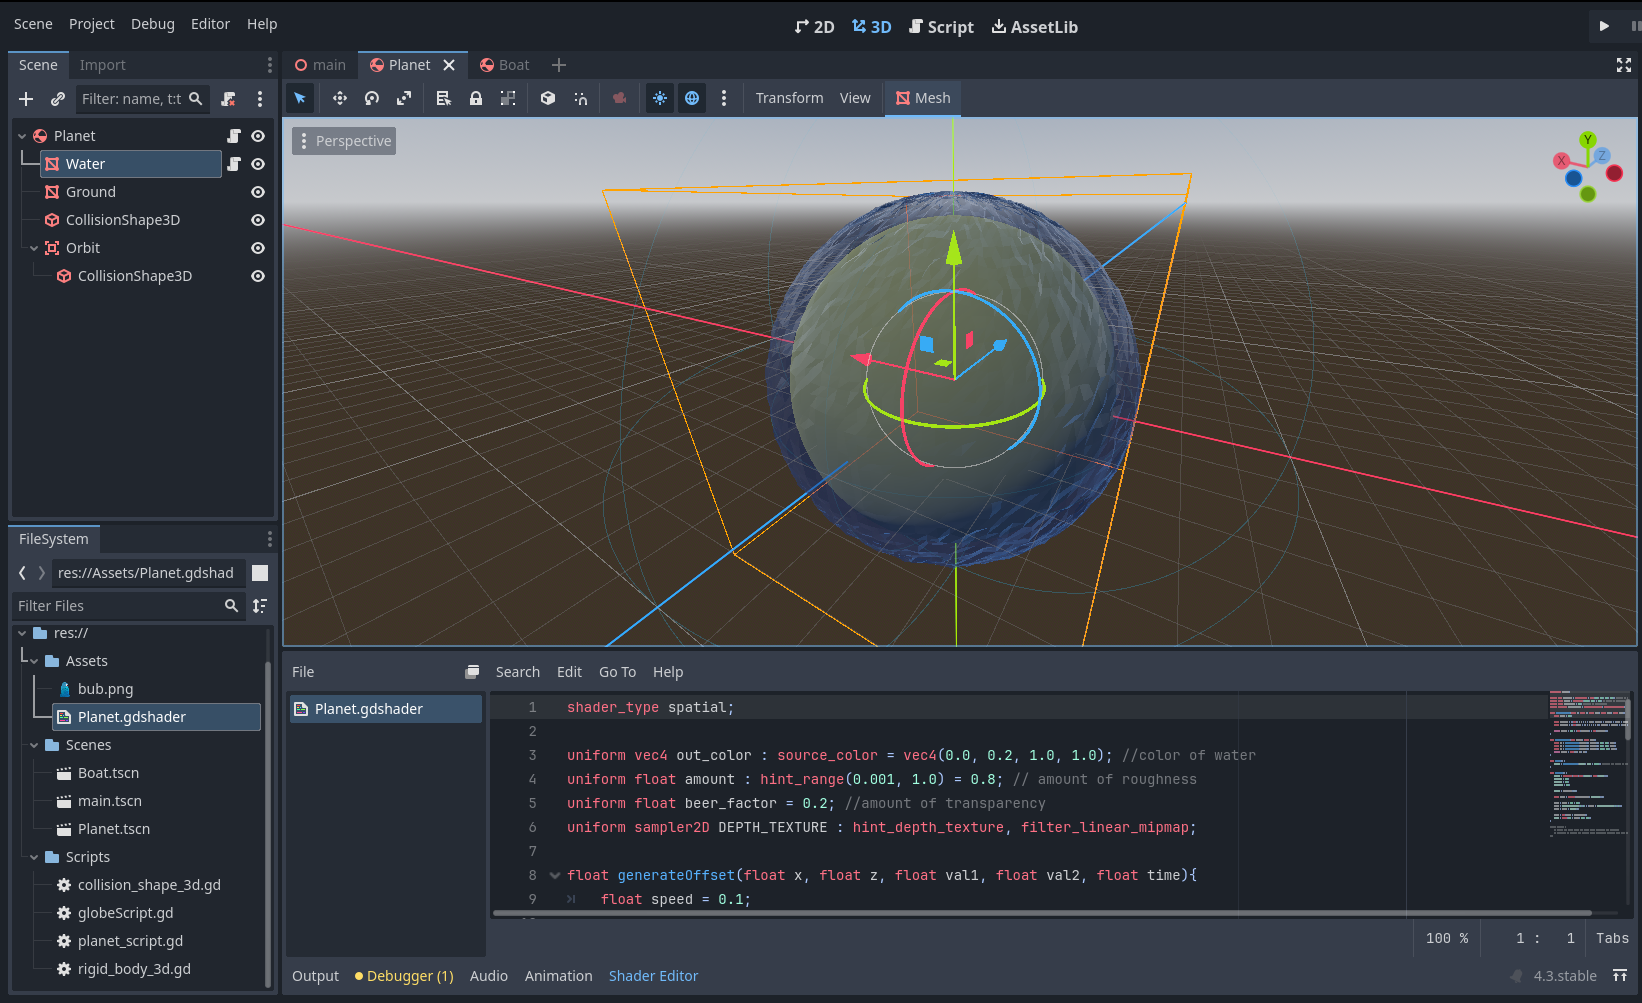 Scene Project Debug Editor Help
2D 3D Script AssetLib
Scene Import
Filter: name, t:t
Planet
Water
Ground
CollisionShape3D
Orbit
CollisionShape3D
FileSystem
res://Assets/Planet.gdshad
Filter Files
res://
Assets
bub.png
Planet.gdshader
Scenes
Boat.tscn
main.tscn
Planet.tscn
Scripts
collision_shape_3d.gd
globeScript.gd
planet_script.gd
rigid_body_3d.gd
main Planet Boat
Transform View Mesh
Perspective
Y
X
Z
File Search Edit Go To Help
Planet.gdshader
1 shader_type spatial;
2
3 uniform vec4 out_color : source_color = vec4(0.0, 0.2, 1.0, 1.0); //color of water
4 uniform float amount : hint_range(0.001, 1.0) = 0.8; // amount of roughness
5 uniform float beer_factor = 0.2; //amount of transparency
6 uniform sampler2D DEPTH_TEXTURE : hint_depth_texture, filter_linear_mipmap;
7
8 float generateOffset(float x, float z, float val1, float val2, float time){
9 float speed = 0.1;
100 % 1 : 1 Tabs
Output Debugger (1) Audio Animation Shader Editor
4.3.stable